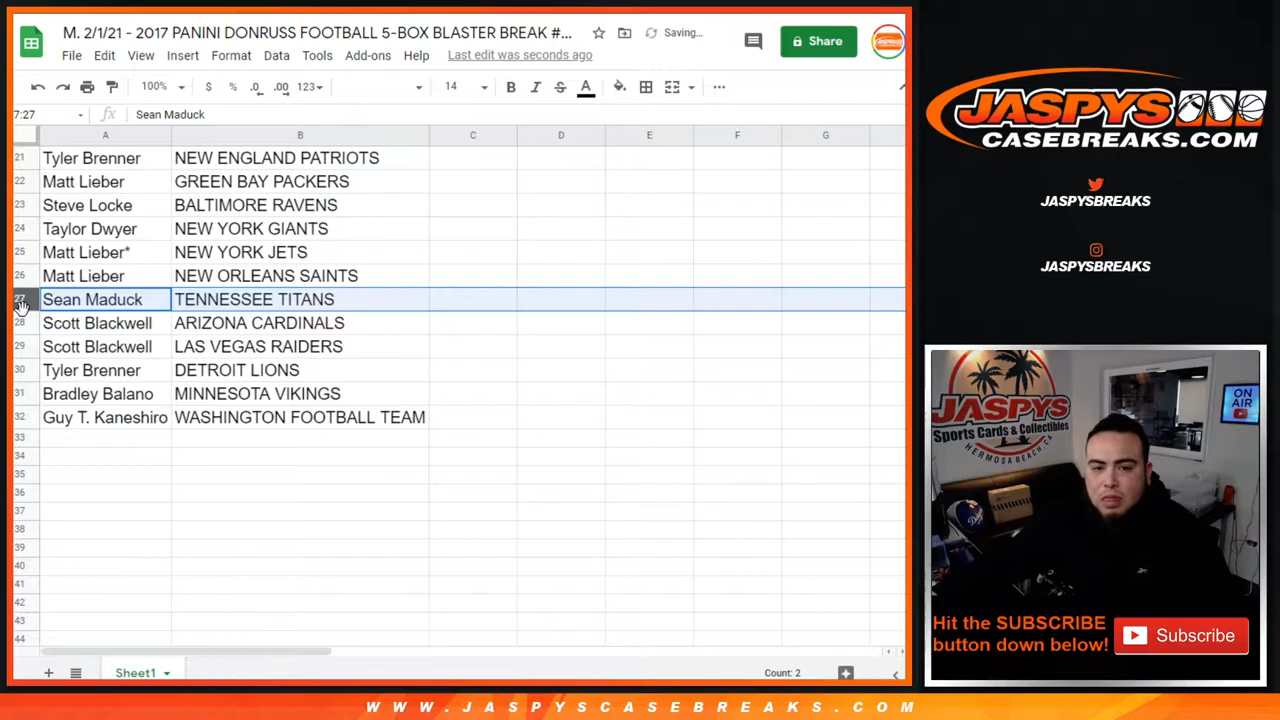 M. 2/1/21 - 2017 PANINI DONRUSS FOOTBALL 5-BOX BLASTER BREAK #...
Saving...
Share
File Edit View Insert Format Data Tools Add-ons Help Last edit was seconds ago
100% $ % .0 .00 123 14 B I S A ...
7:27 fx Sean Maduck
A B C D E F G
21 Tyler Brenner NEW ENGLAND PATRIOTS
22 Matt Lieber GREEN BAY PACKERS
23 Steve Locke BALTIMORE RAVENS
24 Taylor Dwyer NEW YORK GIANTS
25 Matt Lieber* NEW YORK JETS
26 Matt Lieber NEW ORLEANS SAINTS
27 Sean Maduck TENNESSEE TITANS
28 Scott Blackwell ARIZONA CARDINALS
29 Scott Blackwell LAS VEGAS RAIDERS
30 Tyler Brenner DETROIT LIONS
31 Bradley Balano MINNESOTA VIKINGS
32 Guy T. Kaneshiro WASHINGTON FOOTBALL TEAM
33
34
35
36
37
38
39
40
41
42
43
44
Sheet1
Count: 2
JASPYS
CASEBREAKS.COM
JASPYSBREAKS
JASPYSBREAKS
JASPYS
Sports Cards & Collectibles
HERMOSA BEACH, CA
ON
AIR
Hit the SUBSCRIBE
button down below!
Subscribe
WWW.JASPYSCASEBREAKS.COM